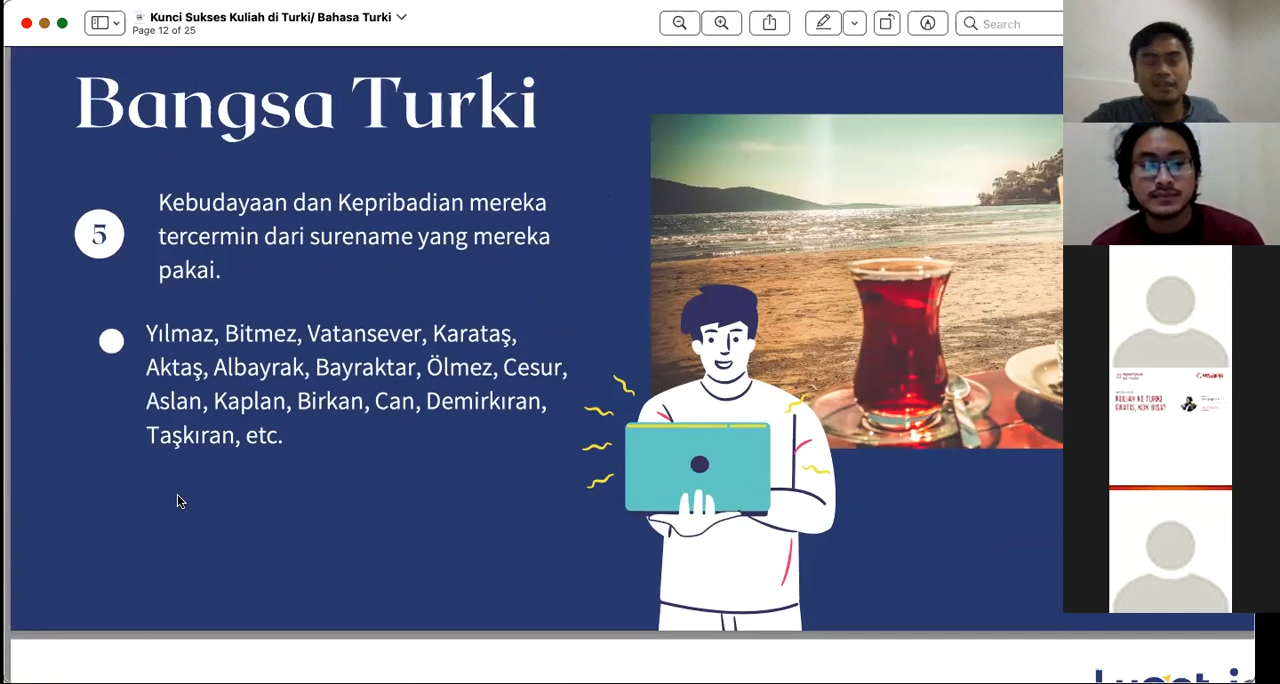 Kunci Sukses Kuliah di Turki/ Bahasa Turki
Page 12 of 25
Search
Bangsa Turki
5
Kebudayaan dan Kepribadian mereka
tercermin dari surename yang mereka
pakai.
Yılmaz, Bitmez, Vatansever, Karataş,
Aktaş, Albayrak, Bayraktar, Ölmez, Cesur,
Aslan, Kaplan, Birkan, Can, Demirkıran,
Taşkıran, etc.
KULIAH KE TURKI
GRATIS, KOK BISA?